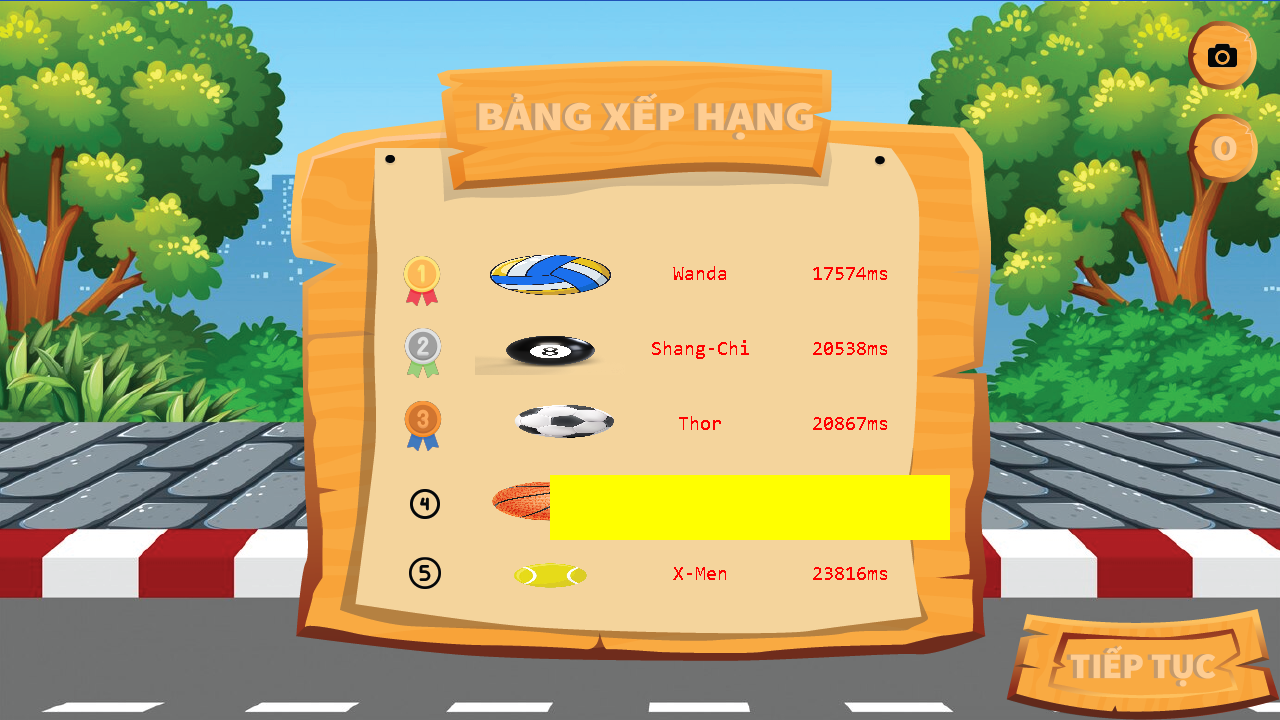 BẢNG XẾP HẠNG
O
1 Wanda 17574ms
2 8 Shang-Chi 20538ms
3 Thor 20867ms
4
5 X-Men 23816ms
TIẾP TỤC